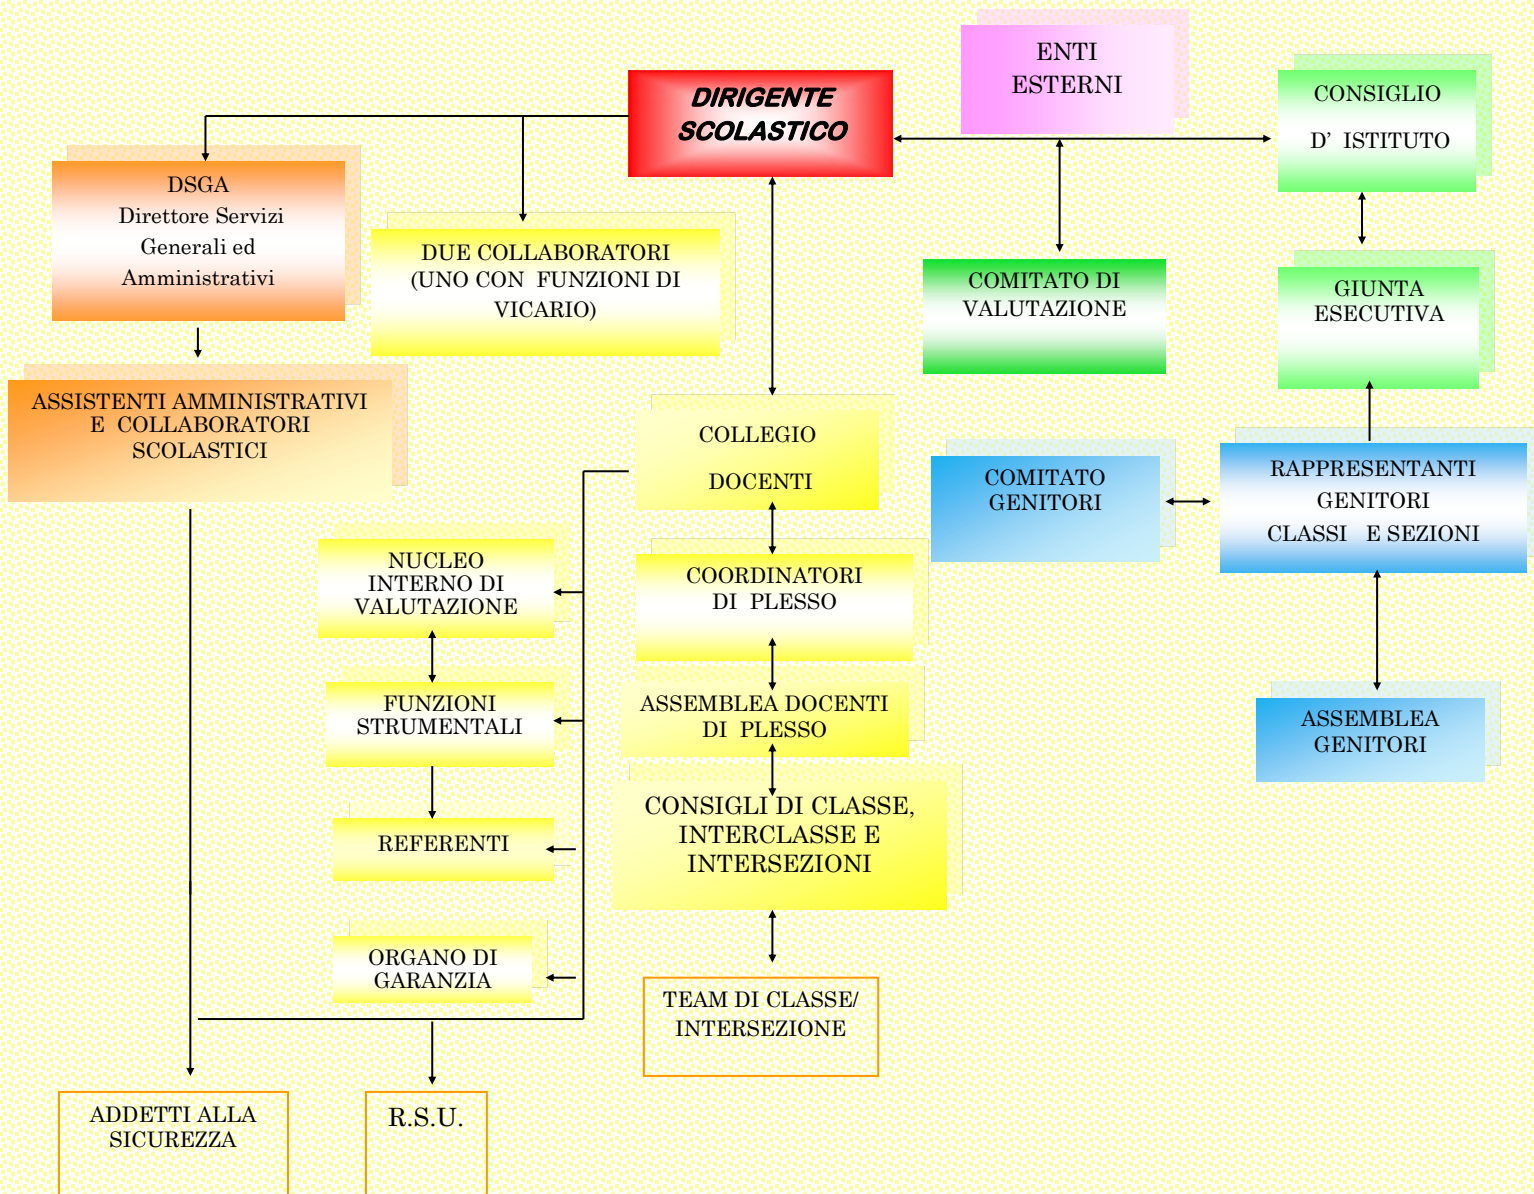 ENTI
ESTERNI
DIRIGENTE
SCOLASTICO
CONSIGLIO
D' ISTITUTO
DSGA
Direttore Servizi
Generali ed
Amministrativi
DUE COLLABORATORI
(UNO CON FUNZIONI DI
VICARIO)
COMITATO DI
VALUTAZIONE
GIUNTA
ESECUTIVA
ASSISTENTI AMMINISTRATIVI
E COLLABORATORI
SCOLASTICI
COLLEGIO
DOCENTI
COMITATO
GENITORI
RAPPRESENTANTI
GENITORI
CLASSI E SEZIONI
NUCLEO
INTERNO DI
VALUTAZIONE
COORDINATORI
DI PLESSO
FUNZIONI
STRUMENTALI
ASSEMBLEA DOCENTI
DI PLESSO
ASSEMBLEA
GENITORI
REFERENTI
CONSIGLI DI CLASSE,
INTERCLASSE E
INTERSEZIONI
ORGANO DI
GARANZIA
TEAM DI CLASSE/
INTERSEZIONE
ADDETTI ALLA
SICUREZZA
R.S.U.